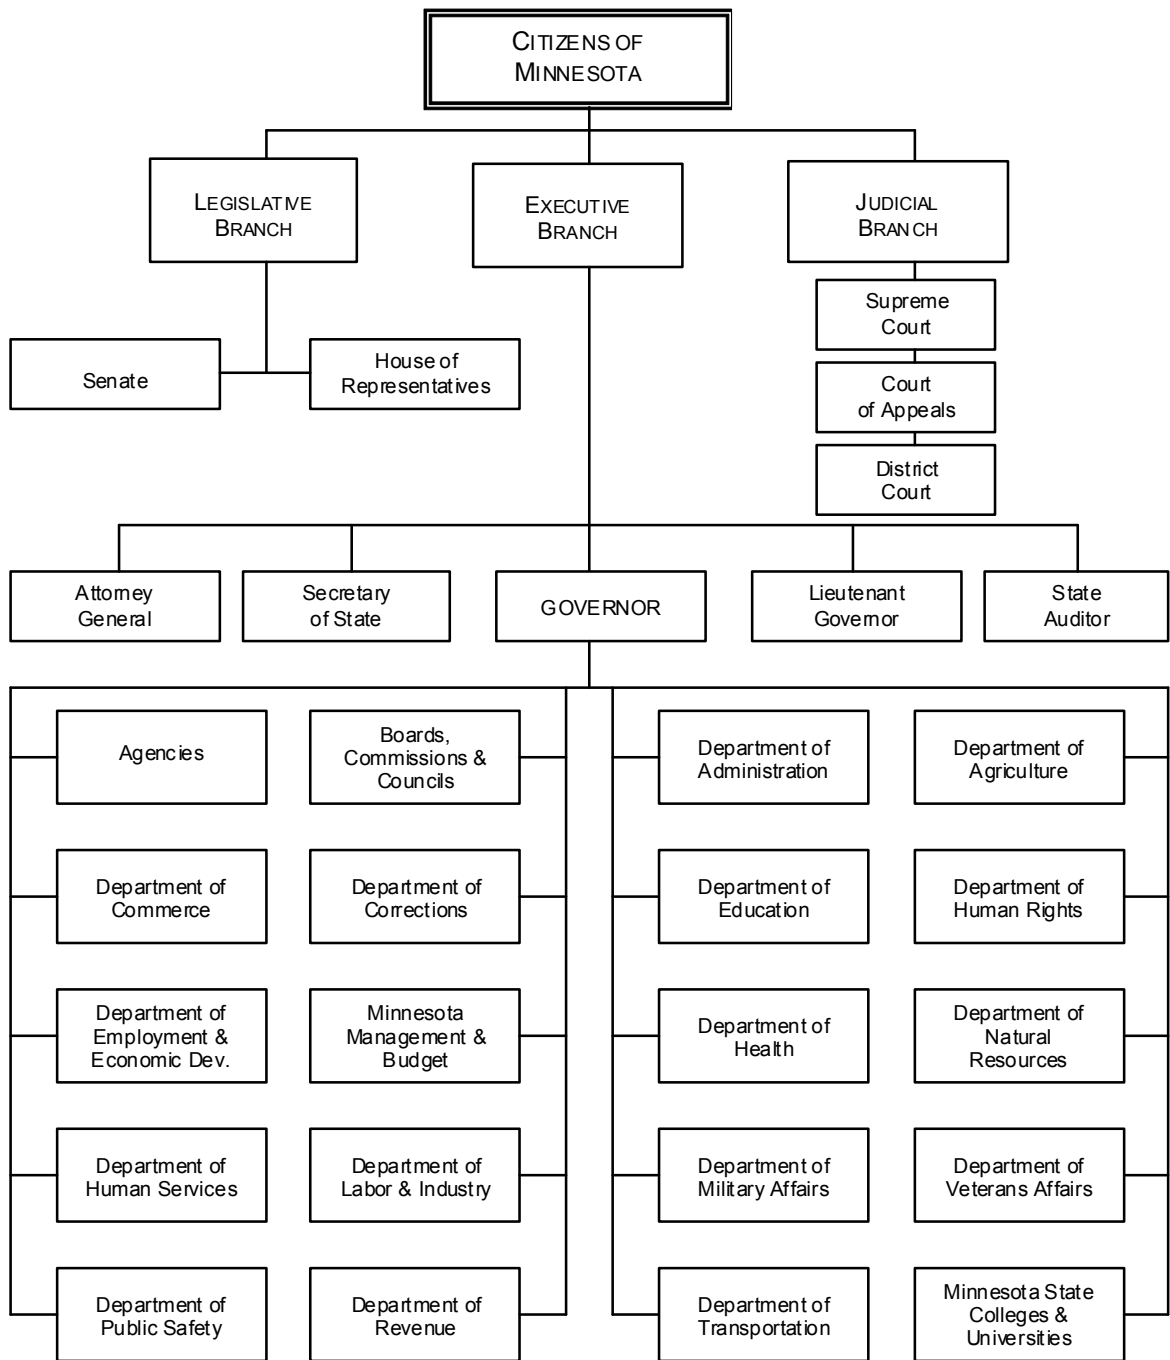 CITIZENS OF
MINNESOTA
LEGISLATIVE
BRANCH
EXECUTIVE
BRANCH
JUDICIAL
BRANCH
Supreme
Court
Senate
House of
Representatives
Court
of Appeals
District
Court
Attorney
General
Secretary
of State
GOVERNOR
Lieutenant
Governor
State
Auditor
Agencies
Boards,
Commissions &
Councils
Department of
Administration
Department of
Agriculture
Department of
Commerce
Department of
Corrections
Department of
Education
Department of
Human Rights
Department of
Employment &
Economic Dev.
Minnesota
Management &
Budget
Department of
Health
Department of
Natural
Resources
Department of
Human Services
Department of
Labor & Industry
Department of
Military Affairs
Department of
Veterans Affairs
Department of
Public Safety
Department of
Revenue
Department of
Transportation
Minnesota State
Colleges &
Universities